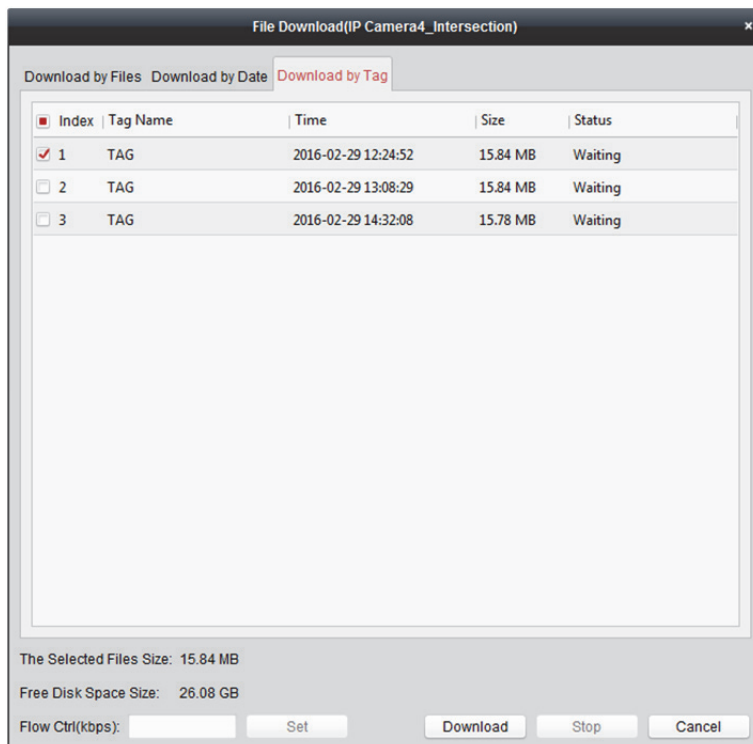 File Download(IP Camera4_Intersection) ×
Download by Files Download by Date Download by Tag
Index Tag Name Time Size Status
1 TAG 2016-02-29 12:24:52 15.84 MB Waiting
2 TAG 2016-02-29 13:08:29 15.84 MB Waiting
3 TAG 2016-02-29 14:32:08 15.78 MB Waiting
The Selected Files Size: 15.84 MB
Free Disk Space Size: 26.08 GB
Flow Ctrl(kbps): Set Download Stop Cancel